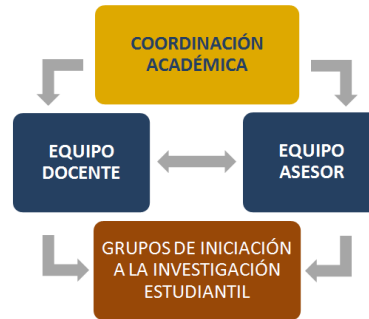 COORDINACIÓN
ACADÉMICA
EQUIPO
DOCENTE
EQUIPO
ASESOR
GRUPOS DE INICIACIÓN
A LA INVESTIGACIÓN
ESTUDIANTIL